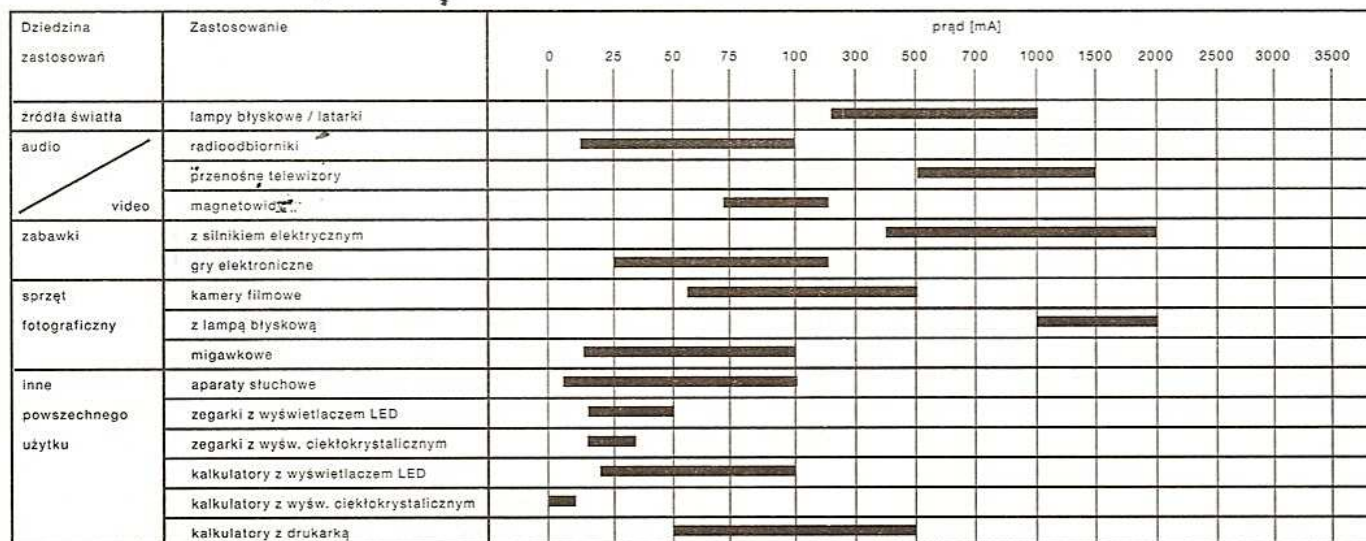 Dziedzina Zastosowanie prąd [mA]
zastosowań 0 25 50 75 100 300 500 700 1000 1500 2000 2500 3000 3500
źródła światła lampy błyskowe / latarki
audio radioodbiorniki
przenośne telewizory
video magnetowidy
zabawki z silnikiem elektrycznym
gry elektroniczne
sprzęt kamery filmowe
fotograficzny z lampą błyskową
migawkowe
inne aparaty słuchowe
powszechnego zegarki z wyświetlaczem LED
użytku zegarki z wyśw. ciekłokrystalicznym
kalkulatory z wyświetlaczem LED
kalkulatory z wyśw. ciekłokrystalicznym
kalkulatory z drukarką